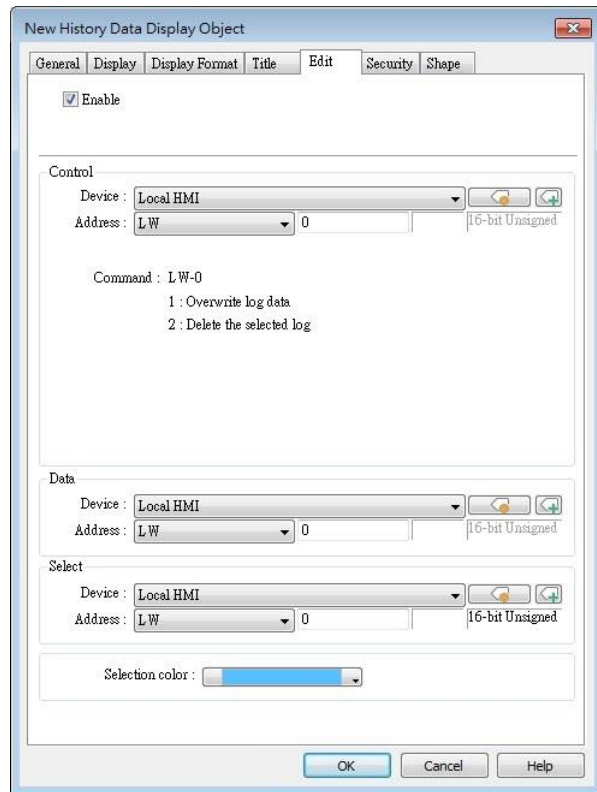 New History Data Display Object
General Display Display Format Title Edit Security Shape
Enable
Control
Device : Local HMI
Address : LW 0 16-bit Unsigned
Command : LW-0
1 : Overwrite log data
2 : Delete the selected log
Data
Device : Local HMI
Address : LW 0 16-bit Unsigned
Select
Device : Local HMI
Address : LW 0 16-bit Unsigned
Selection color :
OK Cancel Help